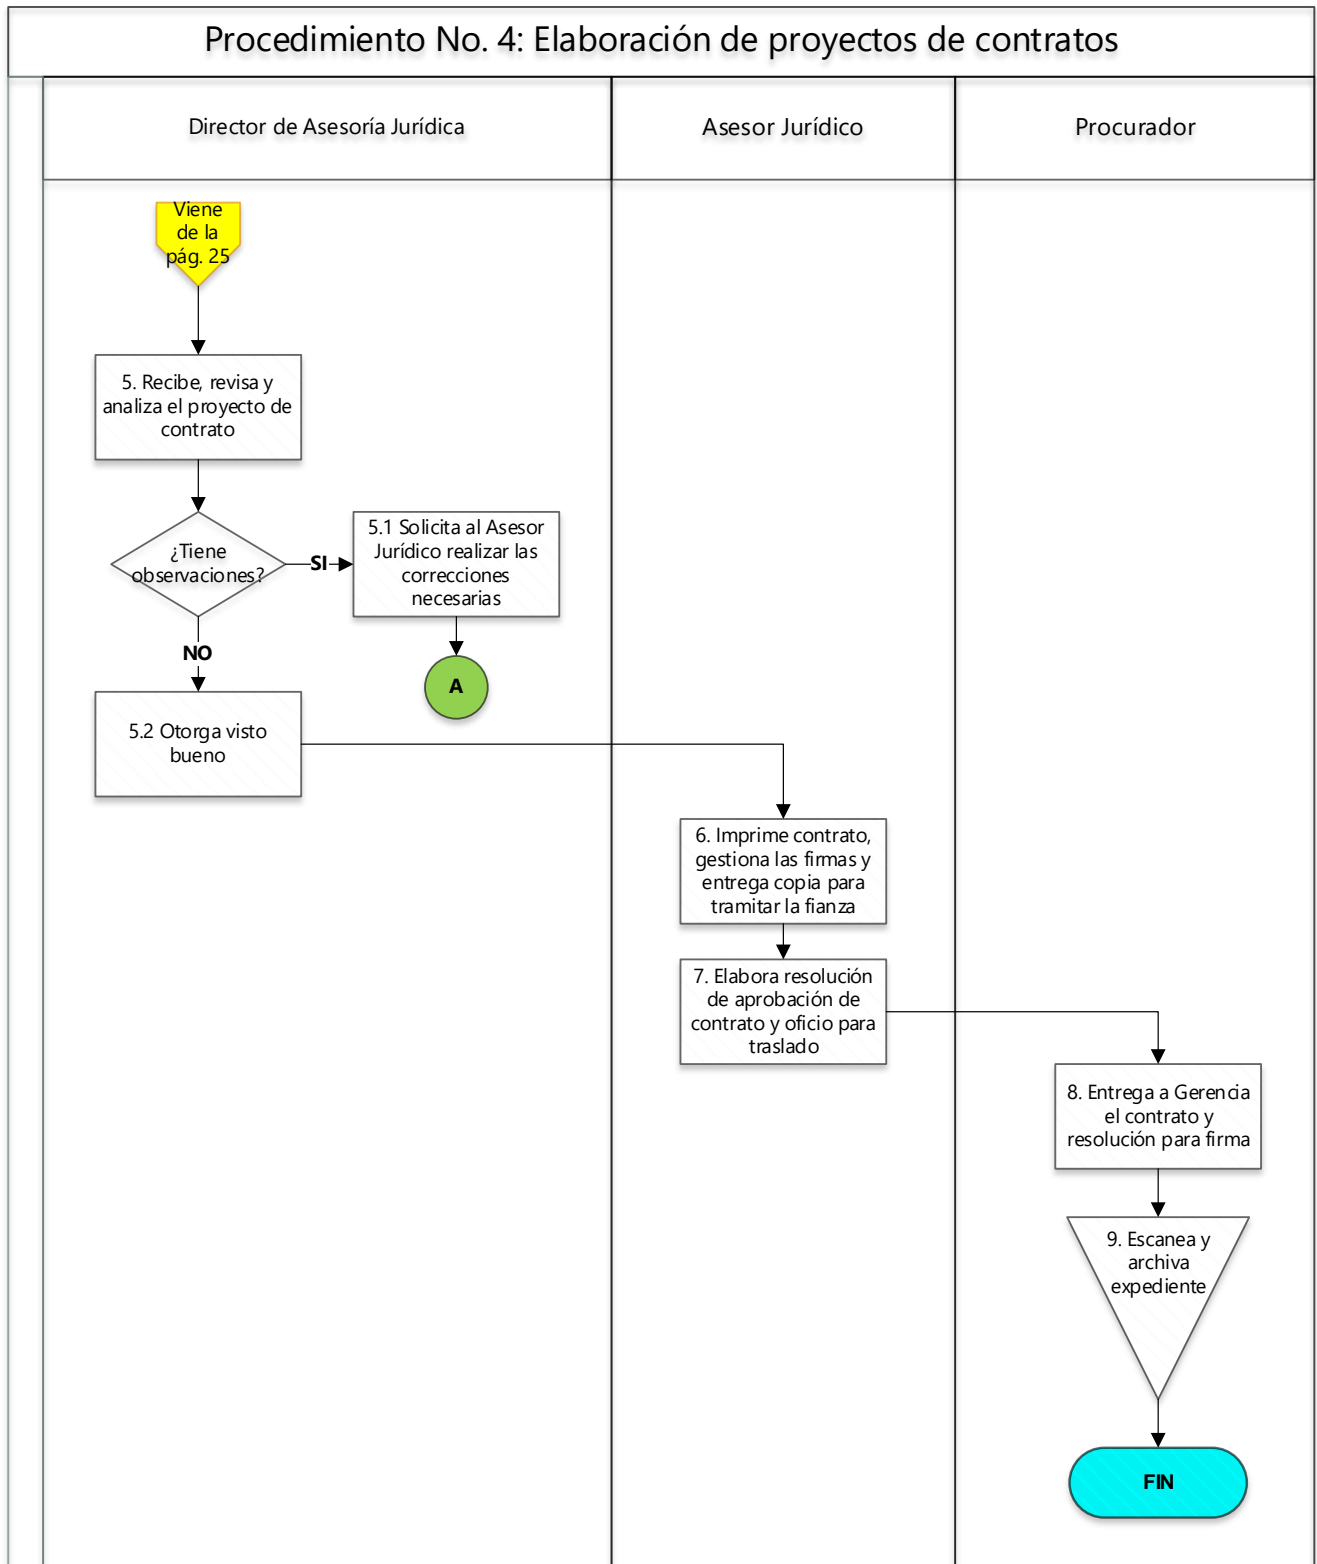 Procedimiento No. 4: Elaboración de proyectos de contratos
Director de Asesoría Jurídica
Asesor Jurídico
Procurador
Viene
de la
pág. 25
5. Recibe, revisa y
analiza el proyecto de
contrato
¿Tiene
observaciones?
SI
5.1 Solicita al Asesor
Jurídico realizar las
correcciones
necesarias
NO
A
5.2 Otorga visto
bueno
6. Imprime contrato,
gestiona las firmas y
entrega copia para
tramitar la fianza
7. Elabora resolución
de aprobación de
contrato y oficio para
traslado
8. Entrega a Gerencia
el contrato y
resolución para firma
9. Escanea y
archiva
expediente
FIN